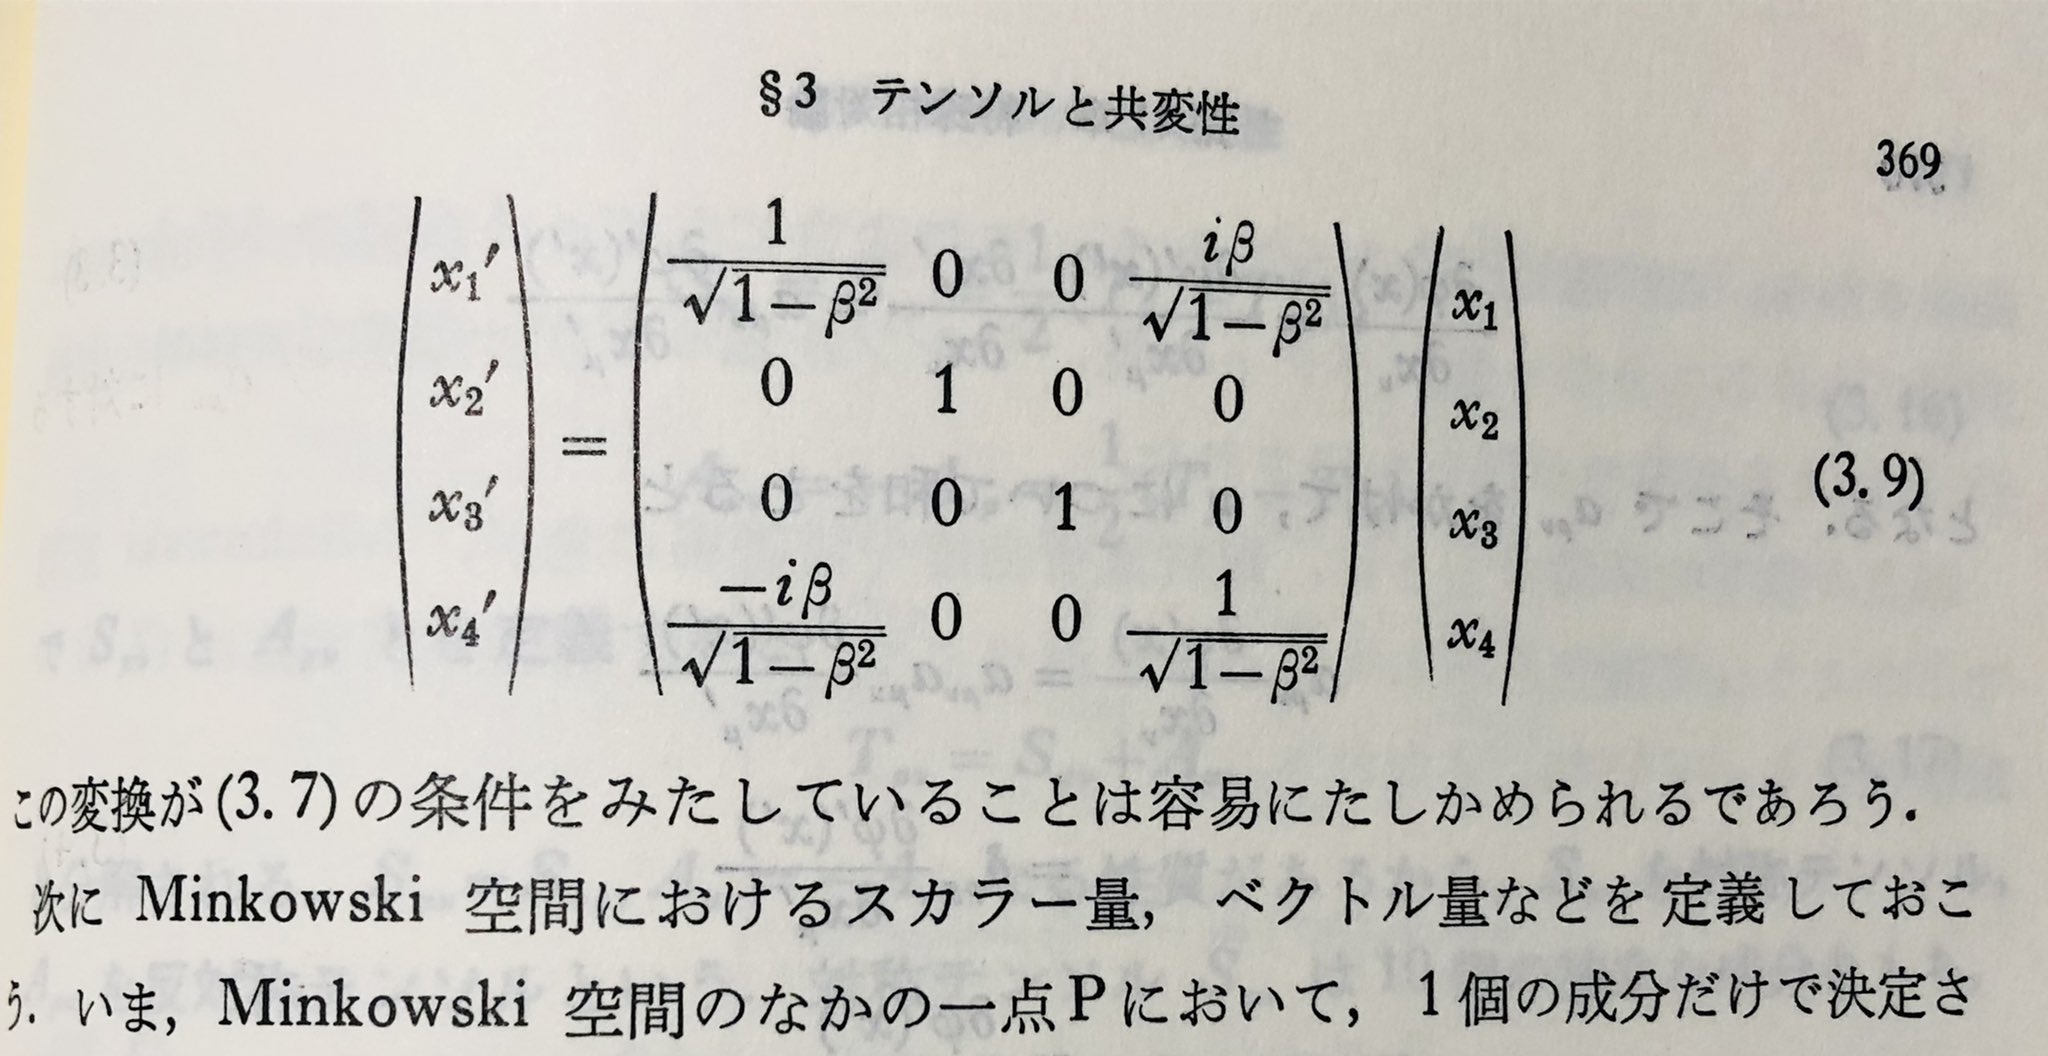 §3 テンソルと共変性
369
$$\begin{pmatrix} x_1' \\ x_2' \\ x_3' \\ x_4' \end{pmatrix} = \begin{pmatrix} \frac{1}{\sqrt{1-\beta^2}} & 0 & 0 & \frac{i\beta}{\sqrt{1-\beta^2}} \\ 0 & 1 & 0 & 0 \\ 0 & 0 & 1 & 0 \\ \frac{-i\beta}{\sqrt{1-\beta^2}} & 0 & 0 & \frac{1}{\sqrt{1-\beta^2}} \end{pmatrix} \begin{pmatrix} x_1 \\ x_2 \\ x_3 \\ x_4 \end{pmatrix}$$ (3.9)
この変換が(3.7)の条件をみたしていることは容易にたしかめられるであろう.
次に Minkowski 空間におけるスカラー量, ベクトル量などを定義しておこ
う. いま, Minkowski 空間のなかの一点Pにおいて, 1個の成分だけで決定さ